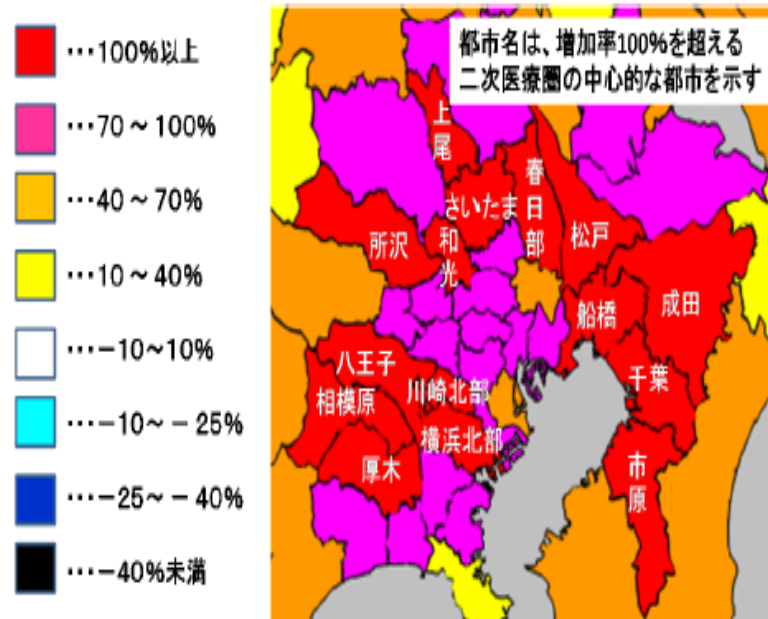 …100%以上
…70～100%
…40～70%
…10～40%
…－10~10%
…－10~－25%
…－25~－40%
…－40%未満
都市名は、増加率100%を超える
二次医療圏の中心的な都市を示す
上尾
春日部
さいたま
所沢
和光
松戸
船橋
成田
八王子
川崎北部
相模原
千葉
横浜北部
厚木
市原